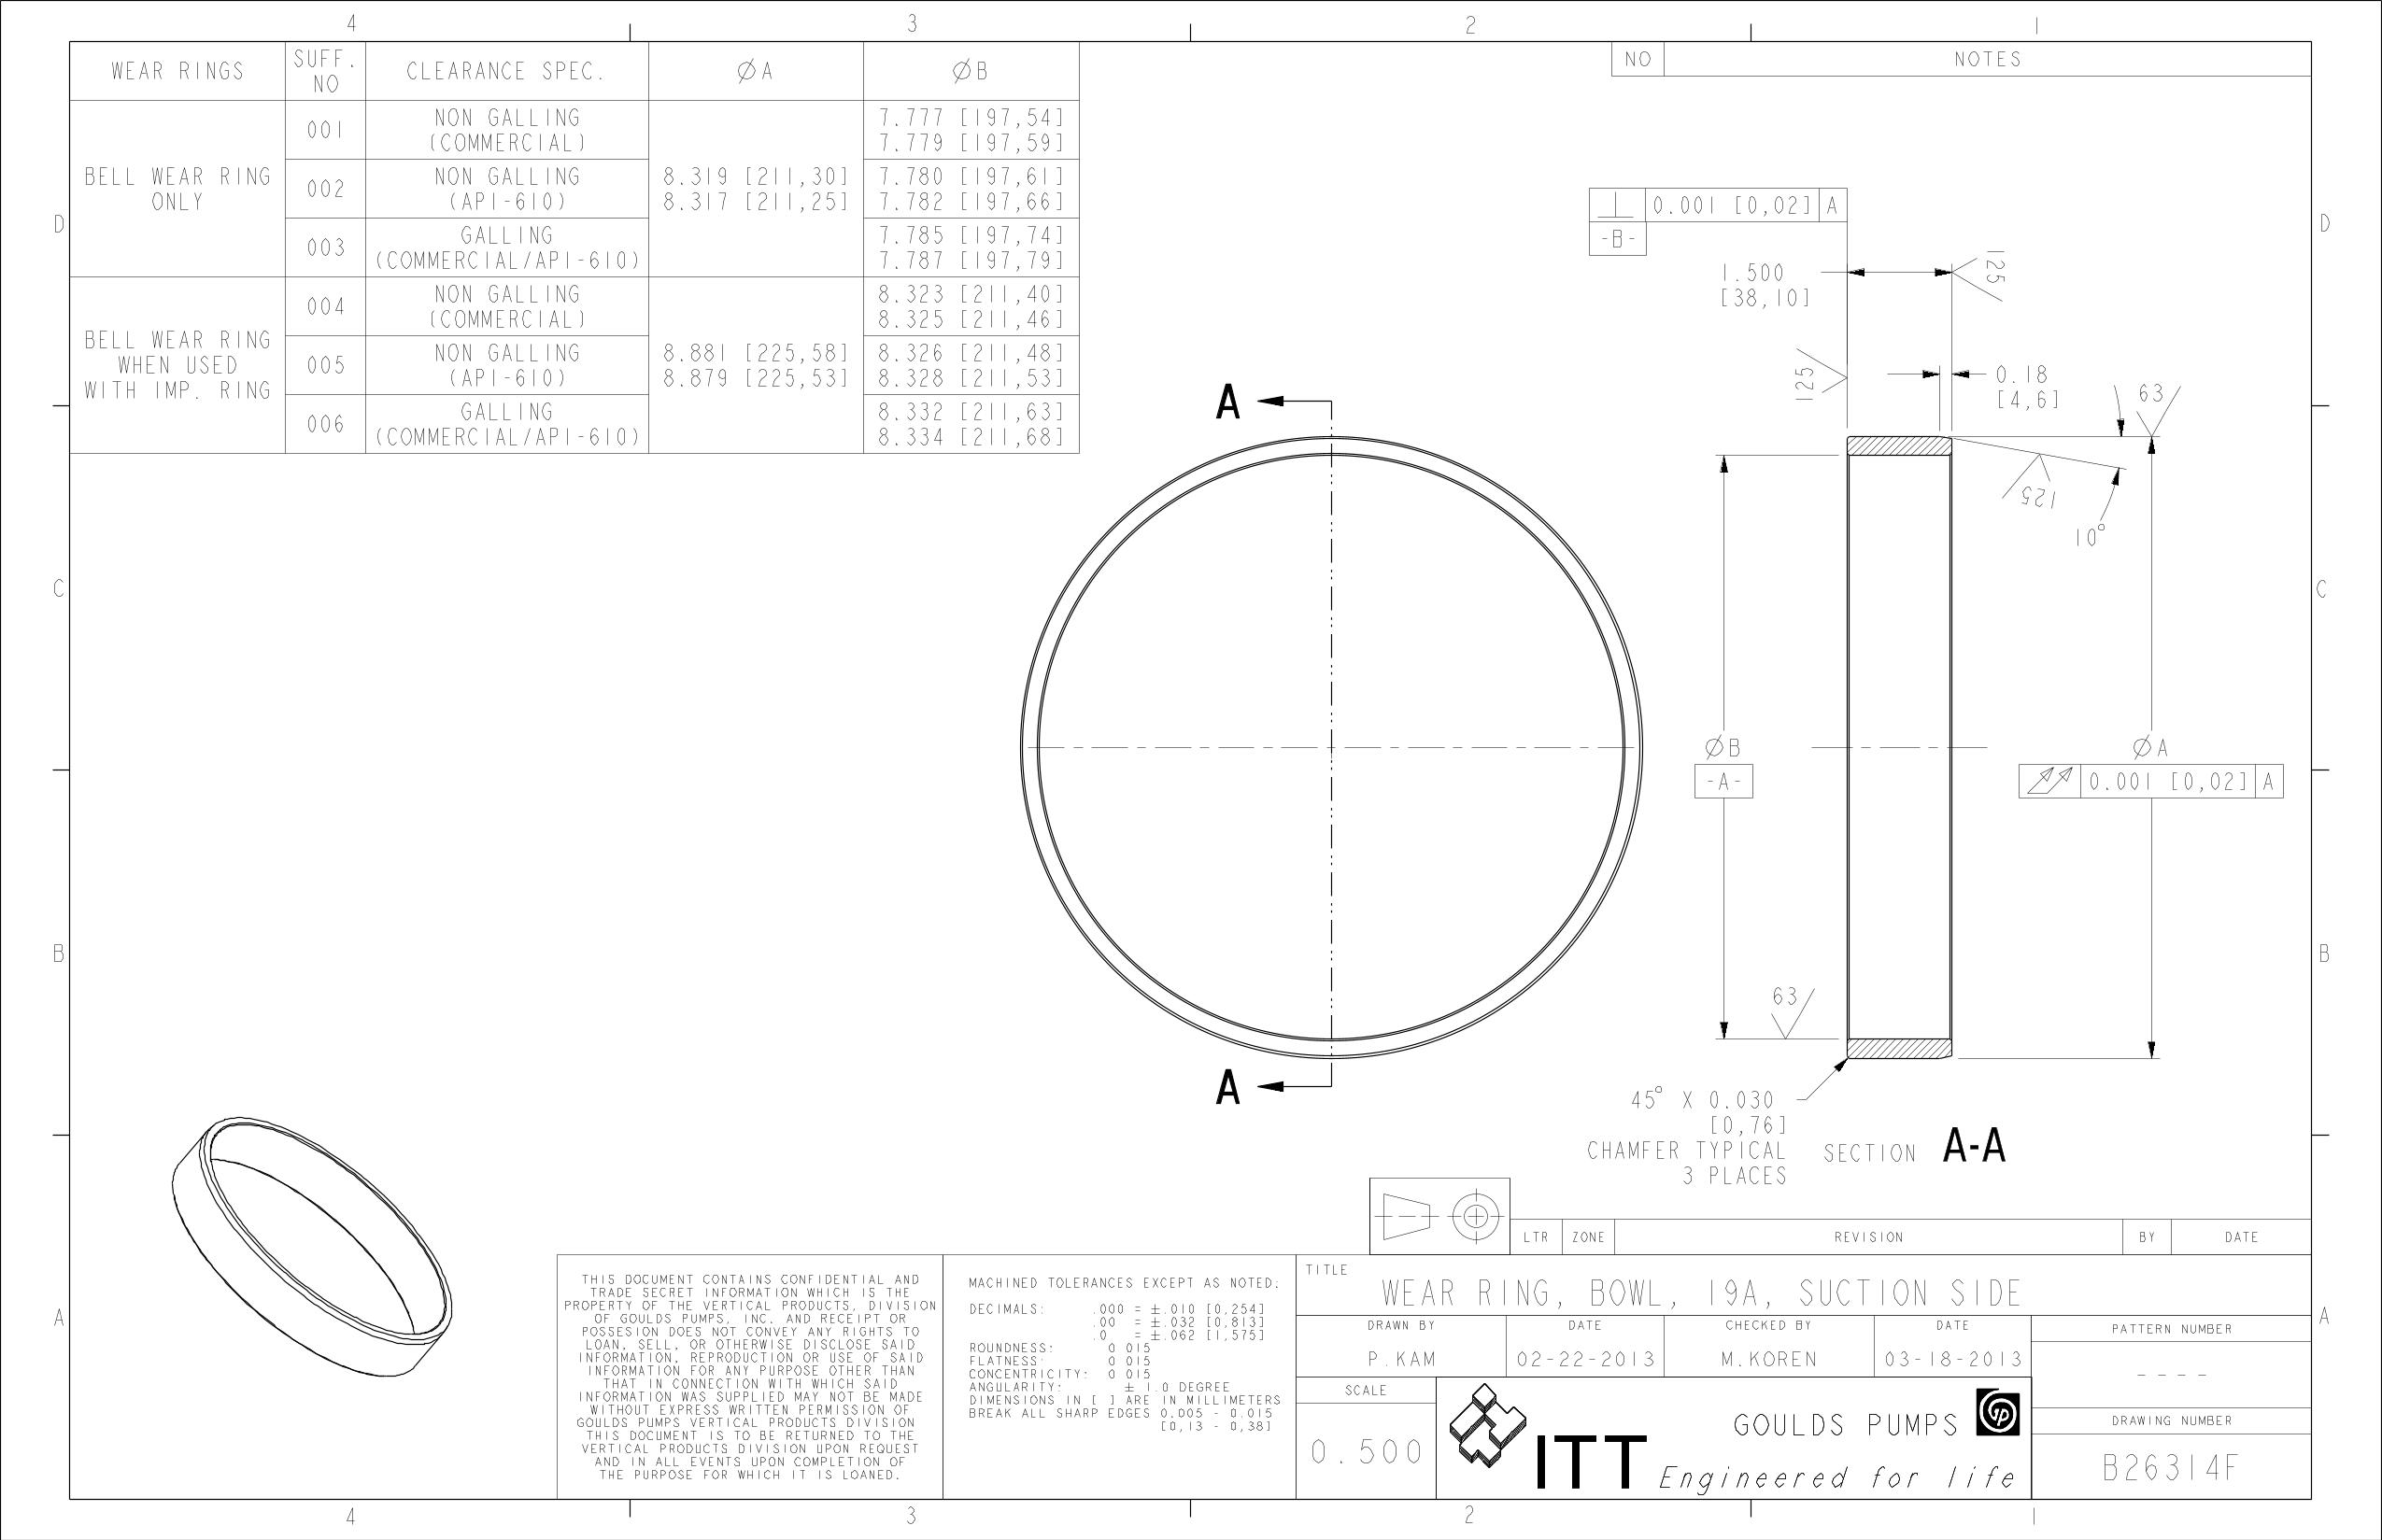 4 3 2 1
WEAR RINGS
SUFF.
NO
CLEARANCE SPEC.
∅A
∅B
BELL WEAR RING
ONLY
8.319 [211,30]
8.317 [211,25]
001
NON GALLING
(COMMERCIAL)
7.777 [197,54]
7.779 [197,59]
002
NON GALLING
(API-610)
7.780 [197,61]
7.782 [197,66]
003
GALLING
(COMMERCIAL/API-610)
7.785 [197,74]
7.787 [197,79]
BELL WEAR RING
WHEN USED
WITH IMP. RING
8.881 [225,58]
8.879 [225,53]
004
NON GALLING
(COMMERCIAL)
8.323 [211,40]
8.325 [211,46]
005
NON GALLING
(API-610)
8.326 [211,48]
8.328 [211,53]
006
GALLING
(COMMERCIAL/API-610)
8.332 [211,63]
8.334 [211,68]
NO NOTES
D D
C C
B B
A A
A
A
⊥ 0.001 [0,02] A
-B-
1.500
[38,10]
125
125
0.18
[4,6]
63
125
10°
∅B
-A-
∅A
0.001 [0,02] A
63
45° X 0.030
[0,76]
CHAMFER TYPICAL
3 PLACES
SECTION A-A
LTR ZONE REVISION BY DATE
THIS DOCUMENT CONTAINS CONFIDENTIAL AND
TRADE SECRET INFORMATION WHICH IS THE
PROPERTY OF THE VERTICAL PRODUCTS, DIVISION
OF GOULDS PUMPS, INC. AND RECEIPT OR
POSSESION DOES NOT CONVEY ANY RIGHTS TO
LOAN, SELL, OR OTHERWISE DISCLOSE SAID
INFORMATION, REPRODUCTION OR USE OF SAID
INFORMATION FOR ANY PURPOSE OTHER THAN
THAT IN CONNECTION WITH WHICH SAID
INFORMATION WAS SUPPLIED MAY NOT BE MADE
WITHOUT EXPRESS WRITTEN PERMISSION OF
GOULDS PUMPS VERTICAL PRODUCTS DIVISION
THIS DOCUMENT IS TO BE RETURNED TO THE
VERTICAL PRODUCTS DIVISION UPON REQUEST
AND IN ALL EVENTS UPON COMPLETION OF
THE PURPOSE FOR WHICH IT IS LOANED.
MACHINED TOLERANCES EXCEPT AS NOTED:
DECIMALS: .000 = ±.010 [0,254]
.00 = ±.032 [0,813]
.0 = ±.062 [1,575]
ROUNDNESS: 0.015
FLATNESS: 0.015
CONCENTRICITY: 0.015
ANGULARITY: ± 1.0 DEGREE
DIMENSIONS IN [ ] ARE IN MILLIMETERS
BREAK ALL SHARP EDGES 0.005 - 0.015
[0,13 - 0,38]
TITLE
WEAR RING, BOWL, 19A, SUCTION SIDE
DRAWN BY
P.KAM
DATE
02-22-2013
CHECKED BY
M.KOREN
DATE
03-18-2013
PATTERN NUMBER
----
SCALE
0.500
ITT
GOULDS PUMPS
Engineered for life
DRAWING NUMBER
B26314F
4 3 2 1